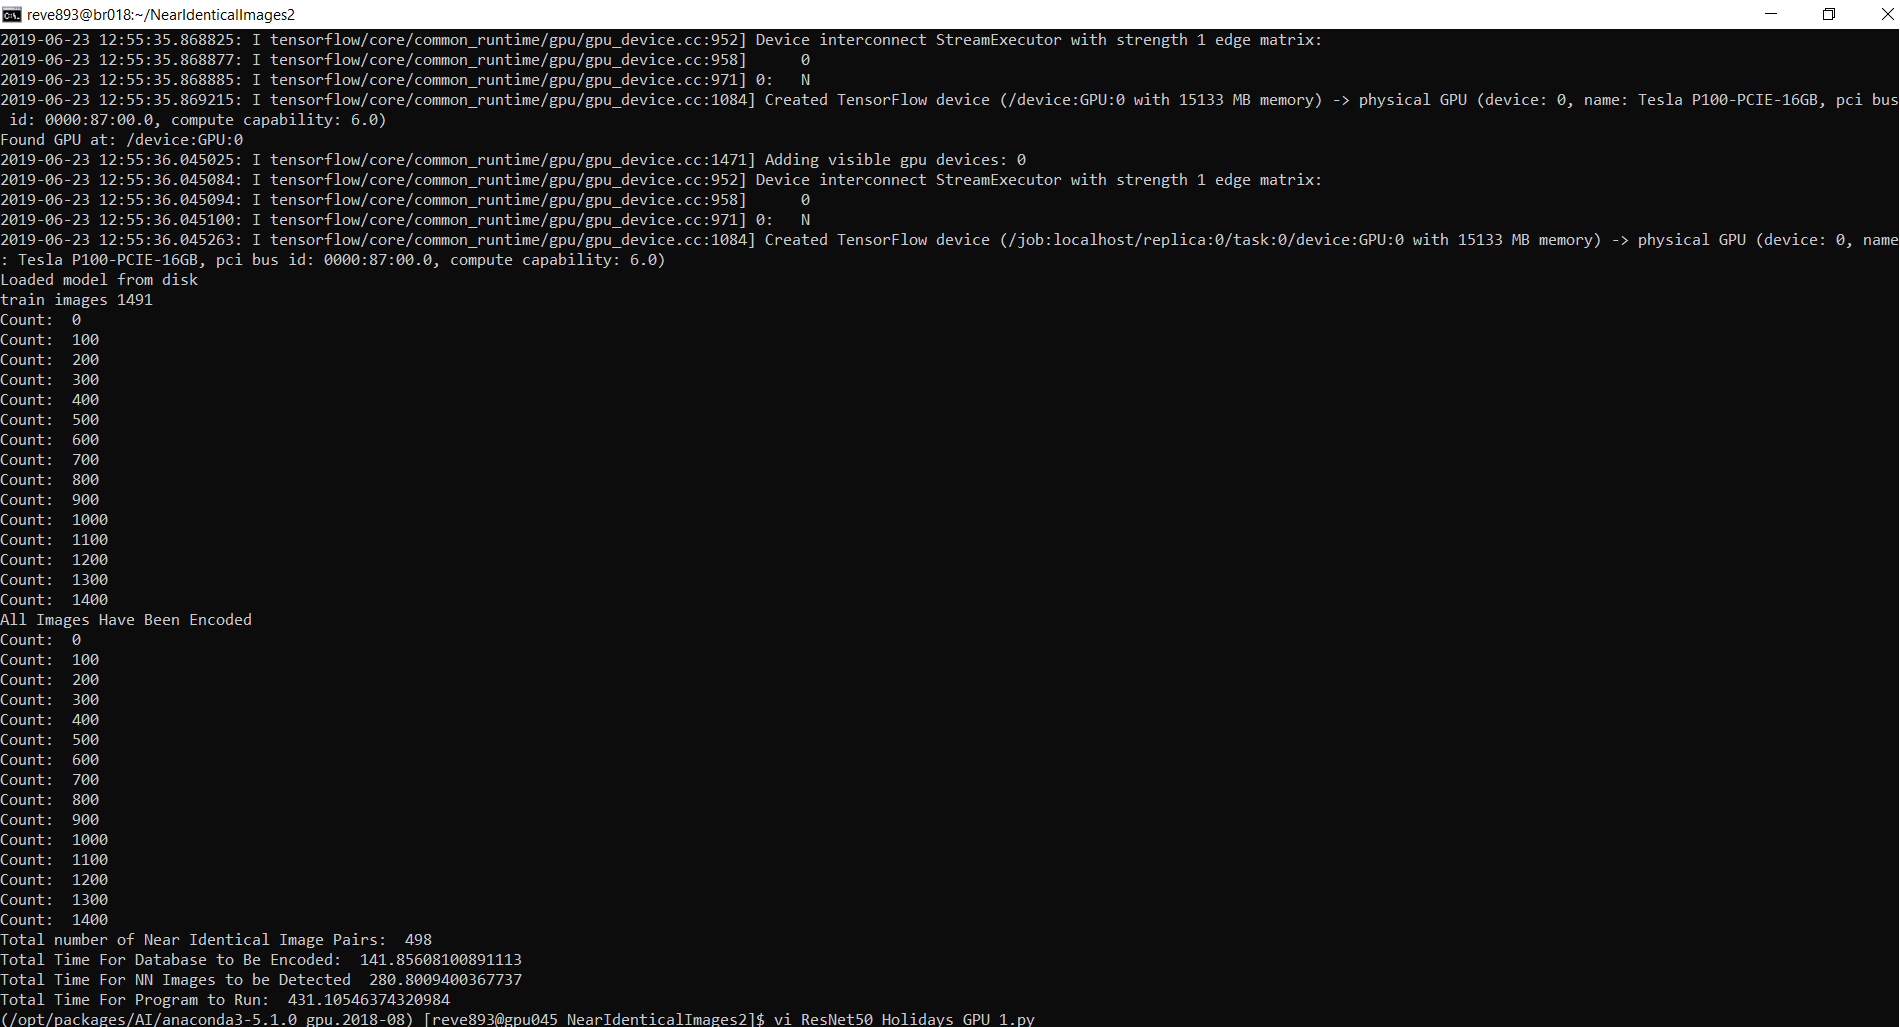 reve893@br018:~/NearIdenticalImages2
2019-06-23 12:55:35.868825: I tensorflow/core/common_runtime/gpu/gpu_device.cc:952] Device interconnect StreamExecutor with strength 1 edge matrix:
2019-06-23 12:55:35.868877: I tensorflow/core/common_runtime/gpu/gpu_device.cc:958]      0
2019-06-23 12:55:35.868885: I tensorflow/core/common_runtime/gpu/gpu_device.cc:971] 0:   N
2019-06-23 12:55:35.869215: I tensorflow/core/common_runtime/gpu/gpu_device.cc:1084] Created TensorFlow device (/device:GPU:0 with 15133 MB memory) -> physical GPU (device: 0, name: Tesla P100-PCIE-16GB, pci bus
 id: 0000:87:00.0, compute capability: 6.0)
Found GPU at: /device:GPU:0
2019-06-23 12:55:36.045025: I tensorflow/core/common_runtime/gpu/gpu_device.cc:1471] Adding visible gpu devices: 0
2019-06-23 12:55:36.045084: I tensorflow/core/common_runtime/gpu/gpu_device.cc:952] Device interconnect StreamExecutor with strength 1 edge matrix:
2019-06-23 12:55:36.045094: I tensorflow/core/common_runtime/gpu/gpu_device.cc:958]      0
2019-06-23 12:55:36.045100: I tensorflow/core/common_runtime/gpu/gpu_device.cc:971] 0:   N
2019-06-23 12:55:36.045263: I tensorflow/core/common_runtime/gpu/gpu_device.cc:1084] Created TensorFlow device (/job:localhost/replica:0/task:0/device:GPU:0 with 15133 MB memory) -> physical GPU (device: 0, name
: Tesla P100-PCIE-16GB, pci bus id: 0000:87:00.0, compute capability: 6.0)
Loaded model from disk
train images 1491
Count:  0
Count:  100
Count:  200
Count:  300
Count:  400
Count:  500
Count:  600
Count:  700
Count:  800
Count:  900
Count:  1000
Count:  1100
Count:  1200
Count:  1300
Count:  1400
All Images Have Been Encoded
Count:  0
Count:  100
Count:  200
Count:  300
Count:  400
Count:  500
Count:  600
Count:  700
Count:  800
Count:  900
Count:  1000
Count:  1100
Count:  1200
Count:  1300
Count:  1400
Total number of Near Identical Image Pairs:  498
Total Time For Database to Be Encoded:  141.85608100891113
Total Time For NN Images to be Detected  280.8009400367737
Total Time For Program to Run:  431.10546374320984
(/opt/packages/AI/anaconda3-5.1.0_gpu.2018-08) [reve893@gpu045 NearIdenticalImages2]$ vi ResNet50_Holidays_GPU_1.py